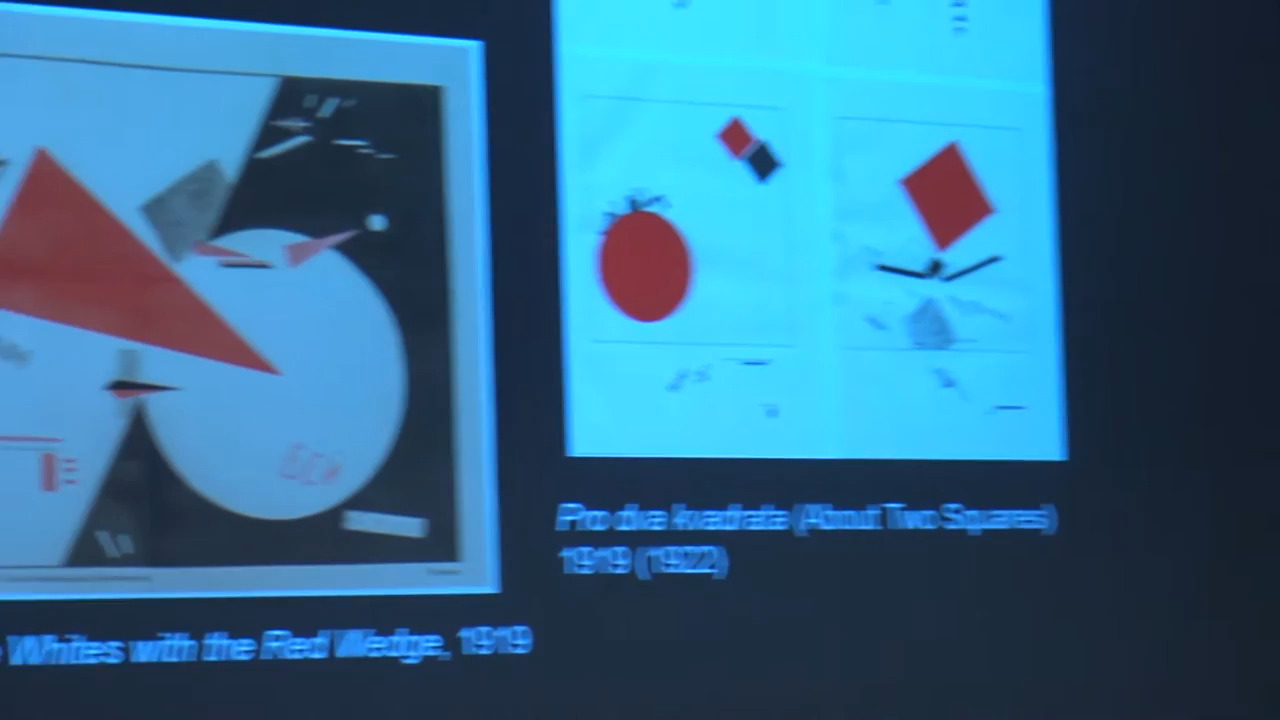 Whites with the Red Wedge, 1919
Pro dva kvadrata (About Two Squares)
1919 (1922)